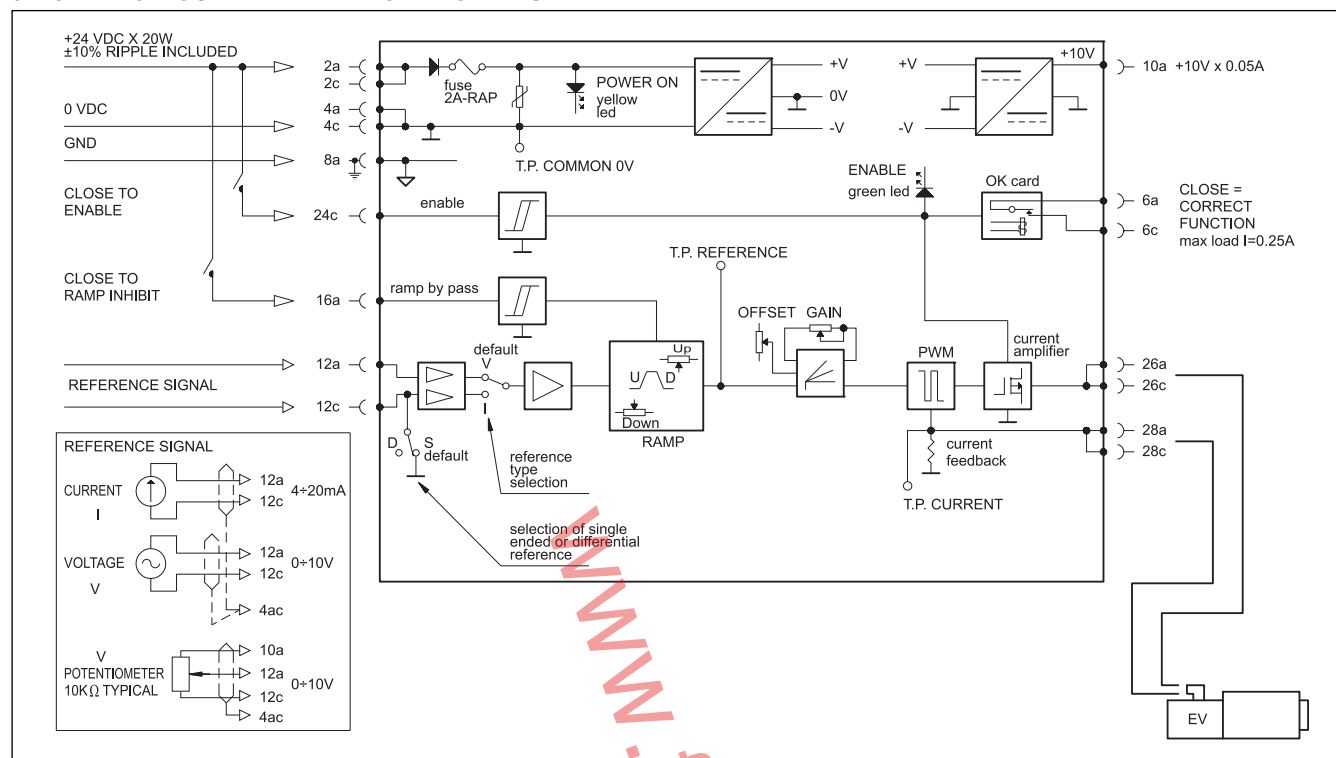 +24 VDC X 20W
±10% RIPPLE INCLUDED
0 VDC
GND
CLOSE TO
ENABLE
CLOSE TO
RAMP INHIBIT
REFERENCE SIGNAL
2a
2c
4a
4c
8a
24c
16a
12a
12c
fuse
2A-RAP
POWER ON
yellow
led
T.P. COMMON 0V
+V
0V
-V
+V
-V
+10V
10a +10V x 0.05A
enable
ENABLE
green led
OK card
6a
6c
CLOSE =
CORRECT
FUNCTION
max load I=0.25A
T.P. REFERENCE
ramp by pass
OFFSET GAIN
default
V
I
Up
U D
Down
RAMP
PWM
current
amplifier
26a
26c
28a
28c
D
S
default
reference
type
selection
selection of single
ended or differential
reference
current
feedback
T.P. CURRENT
REFERENCE SIGNAL
CURRENT
I
12a
12c
4÷20mA
VOLTAGE
V
12a
12c
0÷10V
4ac
V
POTENTIOMETER
10KΩ TYPICAL
10a
12a
12c
0÷10V
4ac
EV
www.